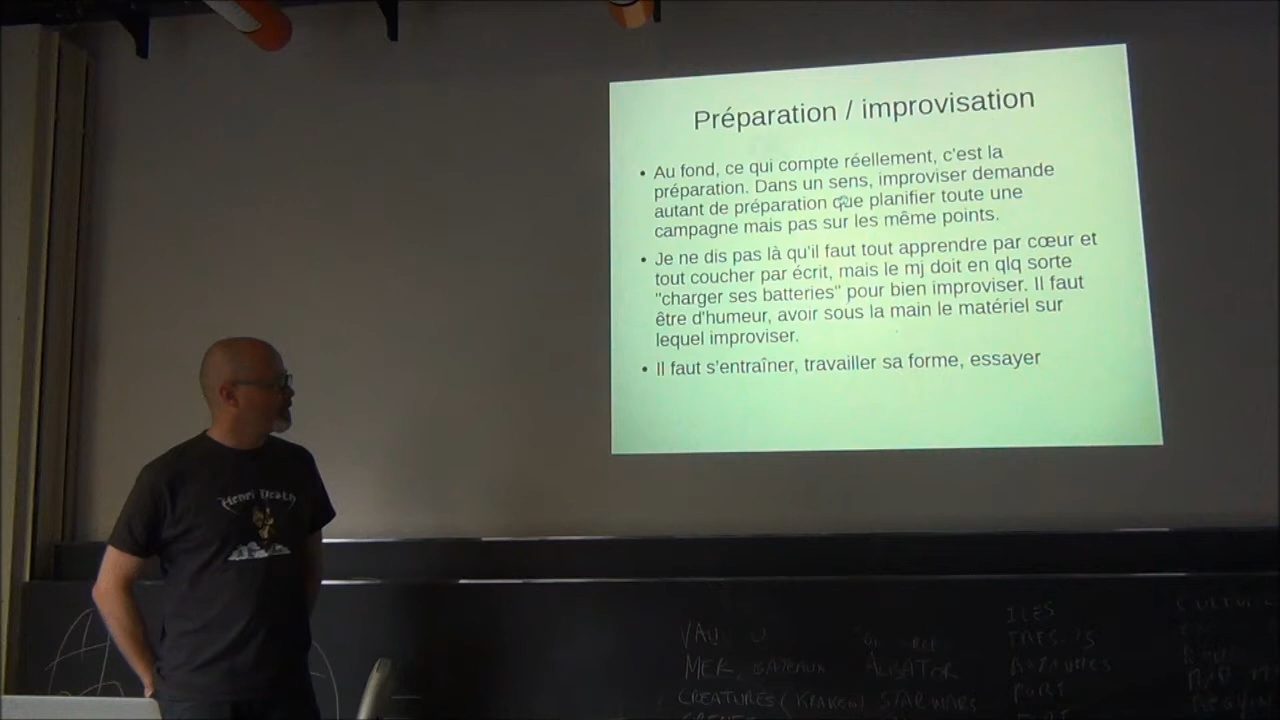 Préparation / improvisation
• Au fond, ce qui compte réellement, c'est la
préparation. Dans un sens, improviser demande
autant de préparation que planifier toute une
campagne mais pas sur les même points.
• Je ne dis pas là qu'il faut tout apprendre par cœur et
tout coucher par écrit, mais le mj doit en qlq sorte
"charger ses batteries" pour bien improviser. Il faut
être d'humeur, avoir sous la main le matériel sur
lequel improviser.
• Il faut s'entraîner, travailler sa forme, essayer
Henri Death
ILES
MER, BATEAUX
CREATURES (KRAKEN) STAR WARS
PORT